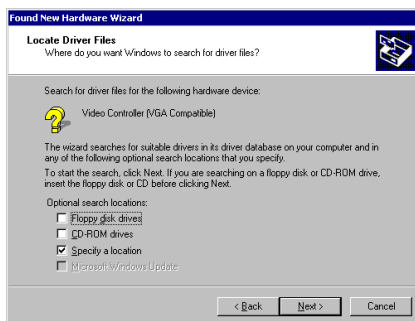 Found New Hardware Wizard
Locate Driver Files
Where do you want Windows to search for driver files?
Search for driver files for the following hardware device:
Video Controller (VGA Compatible)
The wizard searches for suitable drivers in its driver database on your computer and in
any of the following optional search locations that you specify.
To start the search, click Next. If you are searching on a floppy disk or CD-ROM drive,
insert the floppy disk or CD before clicking Next.
Optional search locations:
Floppy disk drives
CD-ROM drives
Specify a location
Microsoft Windows Update
< Back Next > Cancel